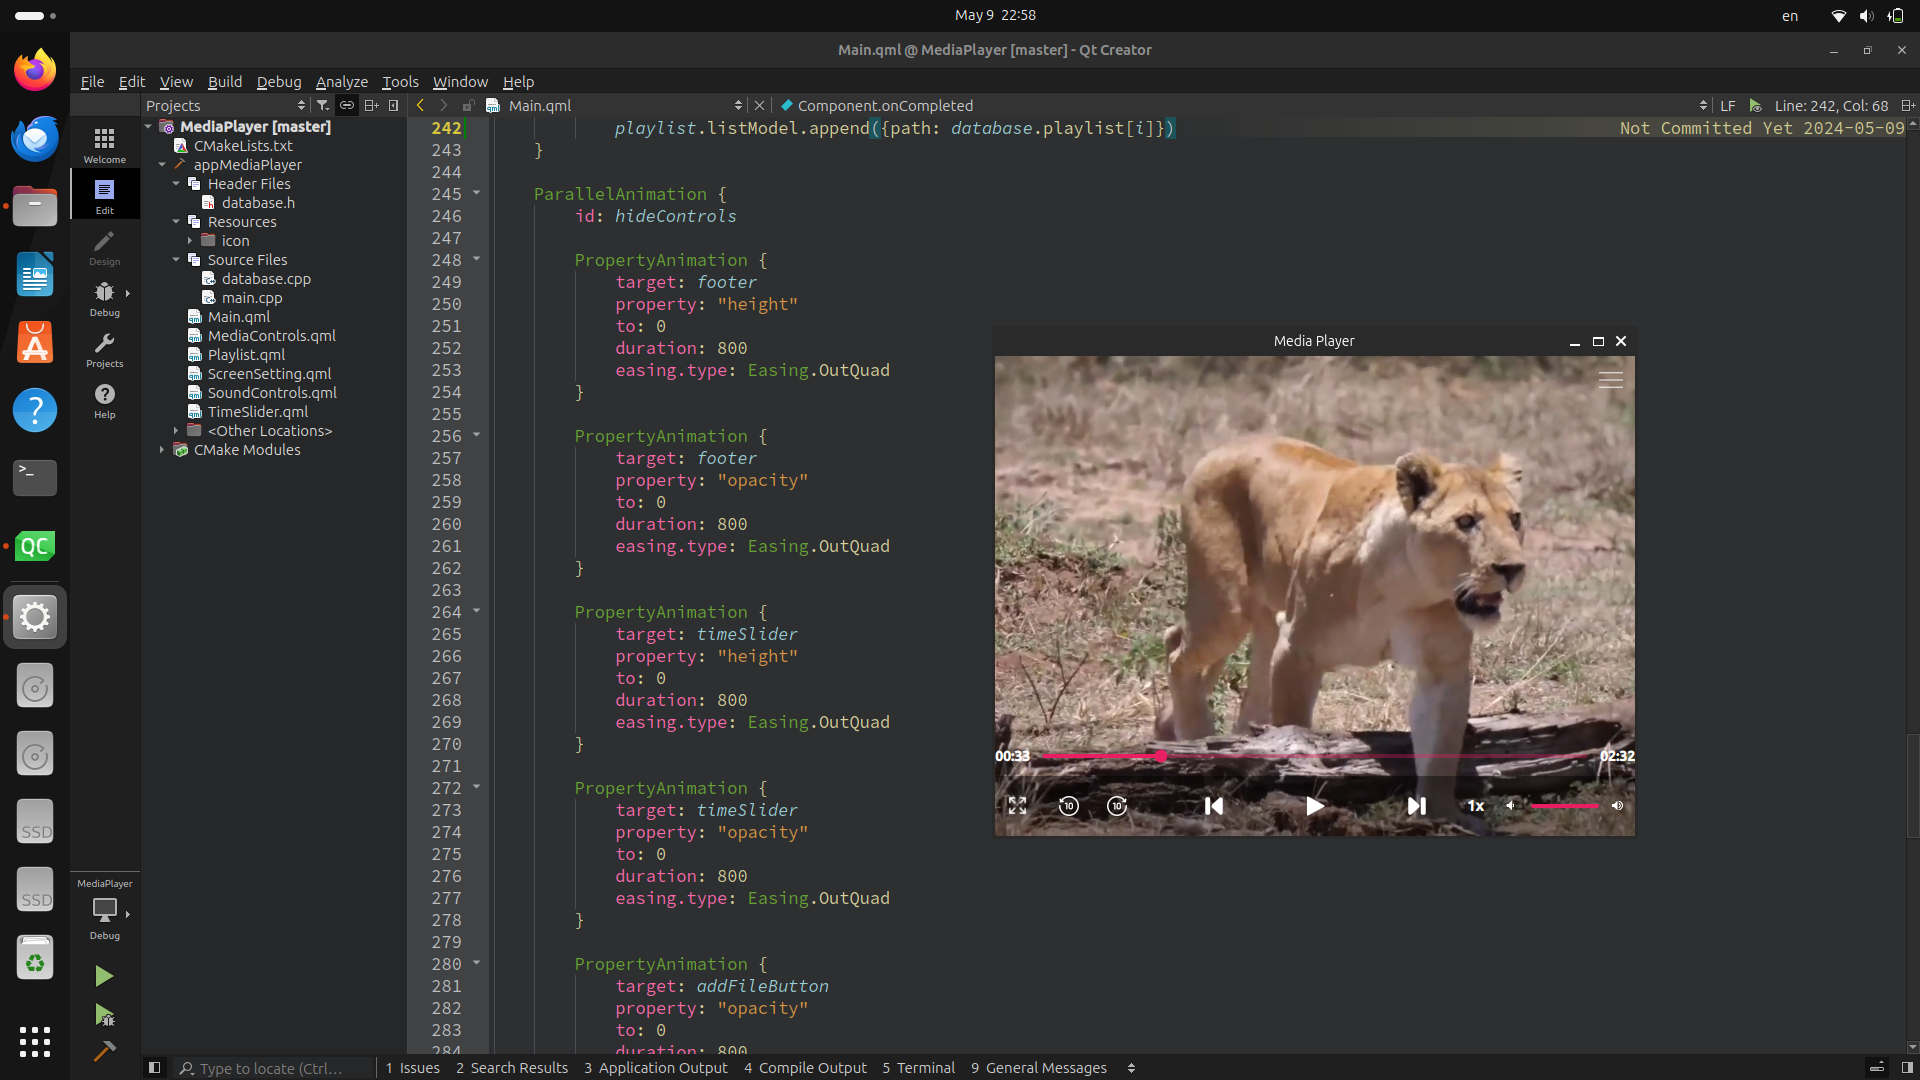 May 9 22:58
en
Main.qml @ MediaPlayer [master] - Qt Creator
File Edit View Build Debug Analyze Tools Window Help
Projects
Main.qml
Component.onCompleted
LF
Line: 242, Col: 68
Welcome
Edit
Design
Debug
Projects
Help
MediaPlayer
Debug
MediaPlayer [master]
CMakeLists.txt
appMediaPlayer
Header Files
database.h
Resources
icon
Source Files
database.cpp
main.cpp
Main.qml
MediaControls.qml
Playlist.qml
ScreenSetting.qml
SoundControls.qml
TimeSlider.qml
<Other Locations>
CMake Modules
242 playlist.listModel.append({path: database.playlist[i]}) Not Committed Yet 2024-05-09
243 }
244
245 ParallelAnimation {
246 id: hideControls
247
248 PropertyAnimation {
249 target: footer
250 property: "height"
251 to: 0
252 duration: 800
253 easing.type: Easing.OutQuad
254 }
255
256 PropertyAnimation {
257 target: footer
258 property: "opacity"
259 to: 0
260 duration: 800
261 easing.type: Easing.OutQuad
262 }
263
264 PropertyAnimation {
265 target: timeSlider
266 property: "height"
267 to: 0
268 duration: 800
269 easing.type: Easing.OutQuad
270 }
271
272 PropertyAnimation {
273 target: timeSlider
274 property: "opacity"
275 to: 0
276 duration: 800
277 easing.type: Easing.OutQuad
278 }
279
280 PropertyAnimation {
281 target: addFileButton
282 property: "opacity"
283 to: 0
284 duration: 800
Media Player
00:33
02:32
10
10
1x
QC
SSD
SSD
Type to locate (Ctrl...
1 Issues
2 Search Results
3 Application Output
4 Compile Output
5 Terminal
9 General Messages